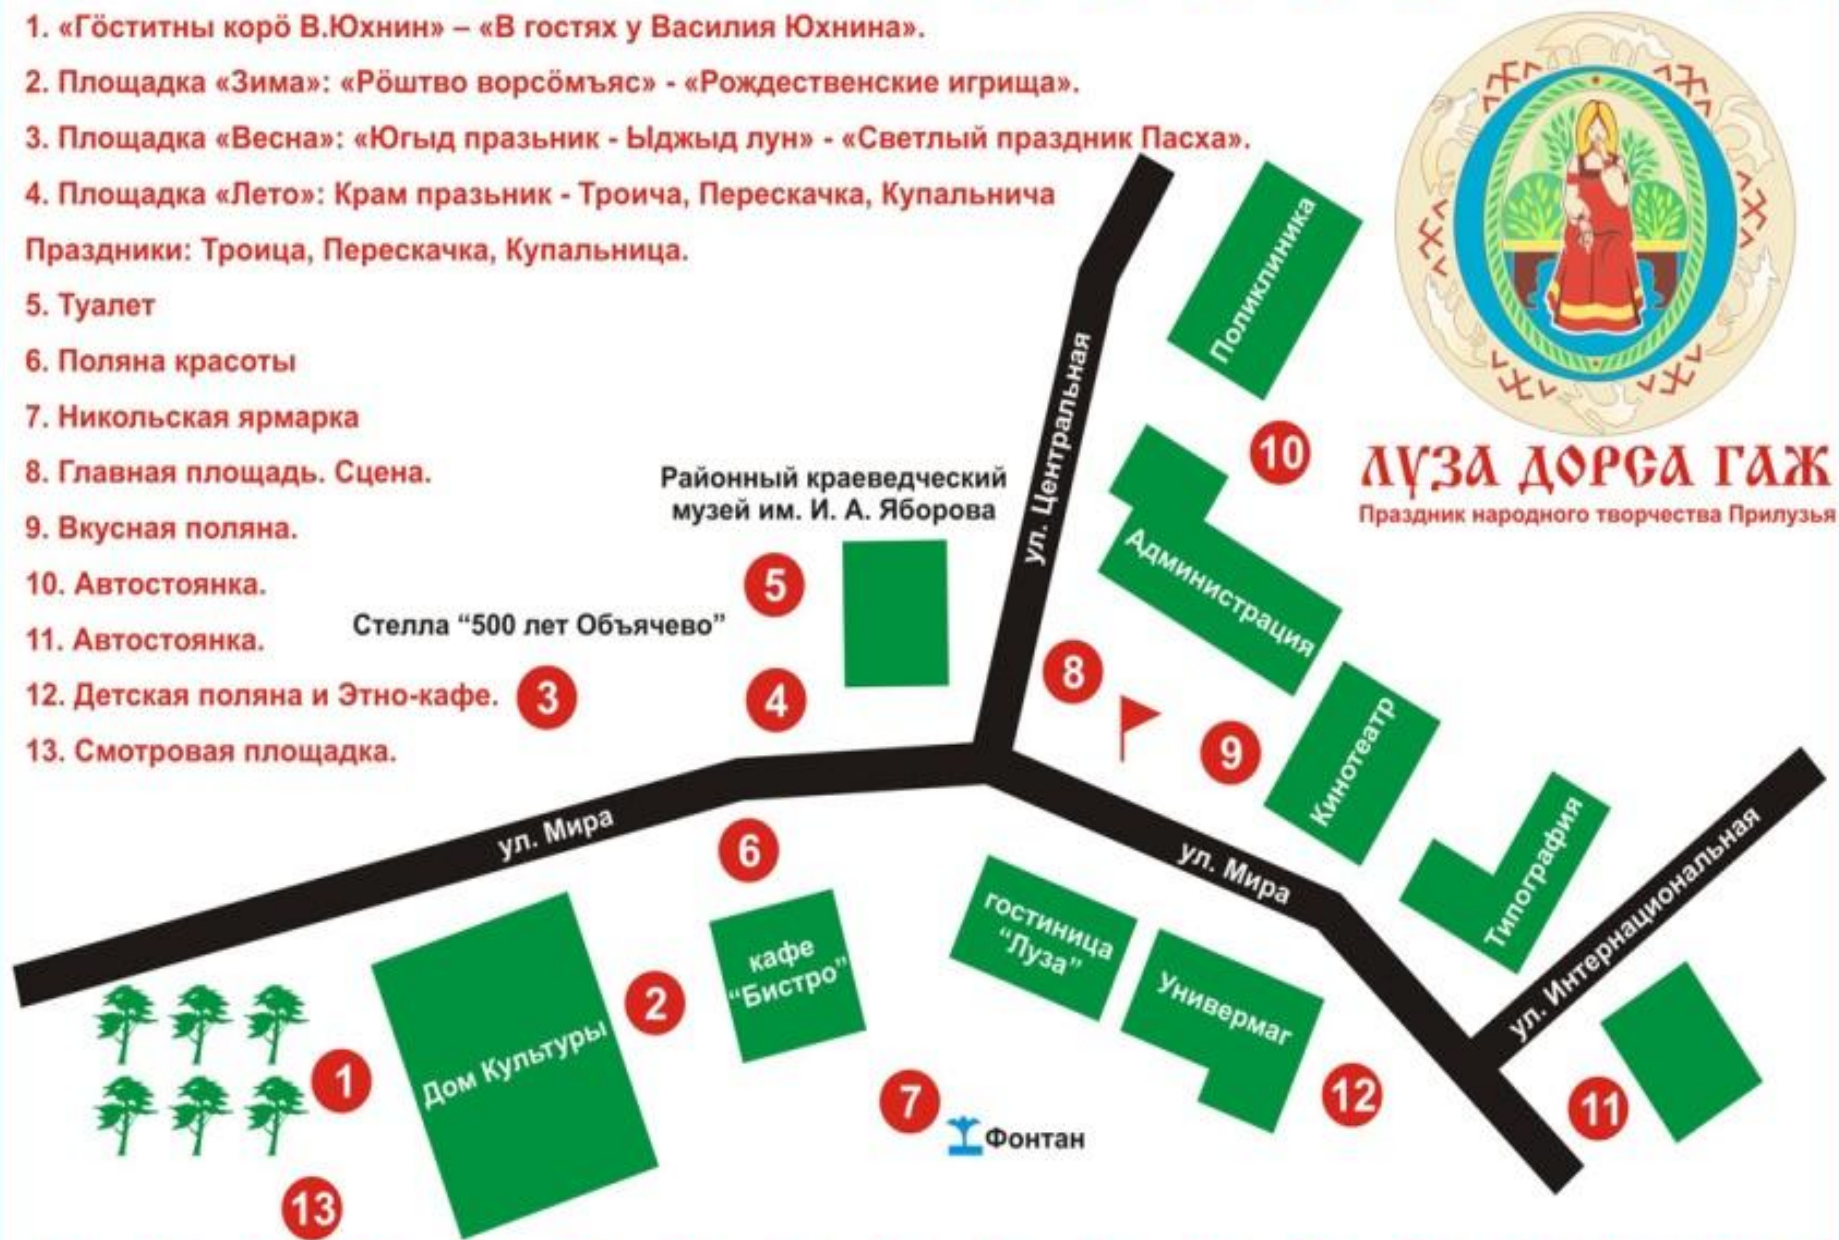 1. «Гӧститны корӧ В.Юхнин» – «В гостях у Василия Юхнина».
2. Площадка «Зима»: «Рӧштво ворсӧмъяс» - «Рождественские игрища».
3. Площадка «Весна»: «Югыд празьник - Ыджыд лун» - «Светлый праздник Пасха».
4. Площадка «Лето»: Крам празьник - Троича, Перескачка, Купальнича
Праздники: Троица, Перескачка, Купальница.
5. Туалет
6. Поляна красоты
7. Никольская ярмарка
8. Главная площадь. Сцена.
9. Вкусная поляна.
10. Автостоянка.
11. Автостоянка.
12. Детская поляна и Этно-кафе.
13. Смотровая площадка.
ЛУЗА ДОРСА ГАЖ
Праздник народного творчества Прилузья
Поликлиника
10
ул. Центральная
Районный краеведческий
музей им. И. А. Яборова
Администрация
5
Стелла “500 лет Объячево”
3
4
8
9
Кинотеатр
ул. Мира
6
ул. Мира
Типография
ул. Интернациональная
гостиница
“Луза”
кафе
“Бистро”
Универмаг
2
Дом Культуры
1
7
Фонтан
12
11
13